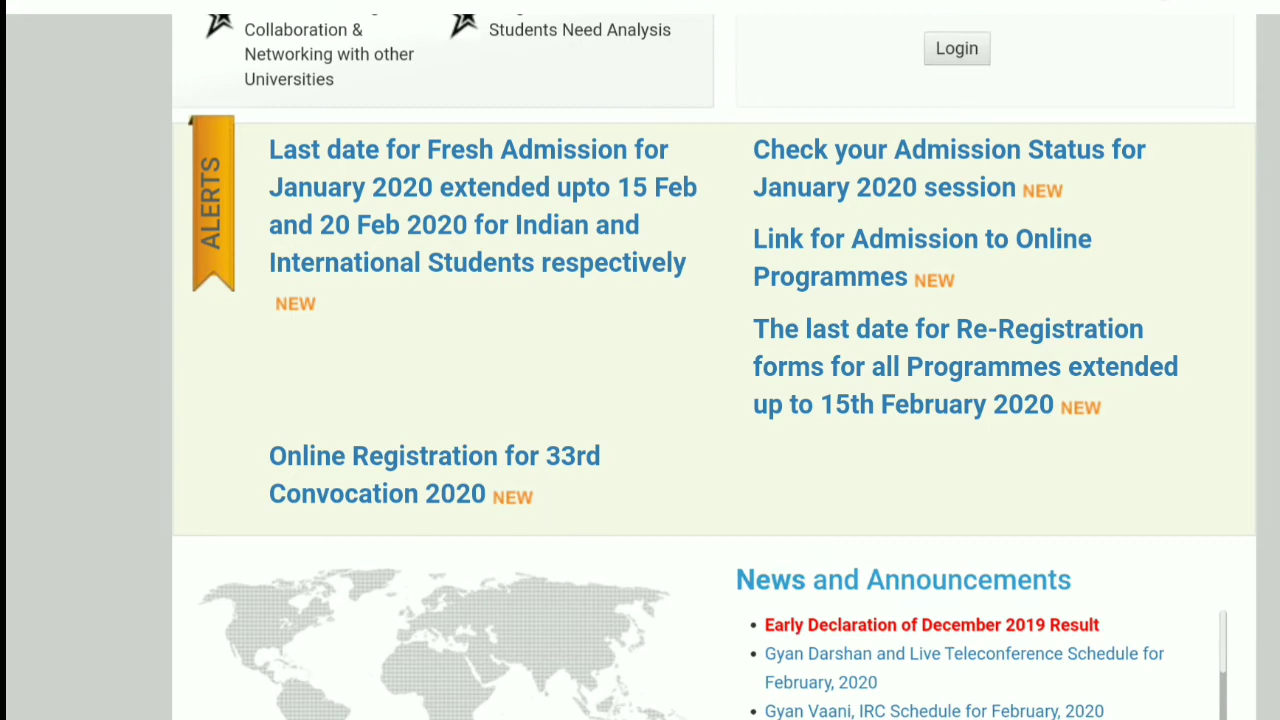 Collaboration &
Networking with other
Universities
Students Need Analysis
Login
ALERTS
Last date for Fresh Admission for
January 2020 extended upto 15 Feb
and 20 Feb 2020 for Indian and
International Students respectively
NEW
Online Registration for 33rd
Convocation 2020 NEW
Check your Admission Status for
January 2020 session NEW
Link for Admission to Online
Programmes NEW
The last date for Re-Registration
forms for all Programmes extended
up to 15th February 2020 NEW
News and Announcements
• Early Declaration of December 2019 Result
• Gyan Darshan and Live Teleconference Schedule for
February, 2020
• Gyan Vaani, IRC Schedule for February, 2020